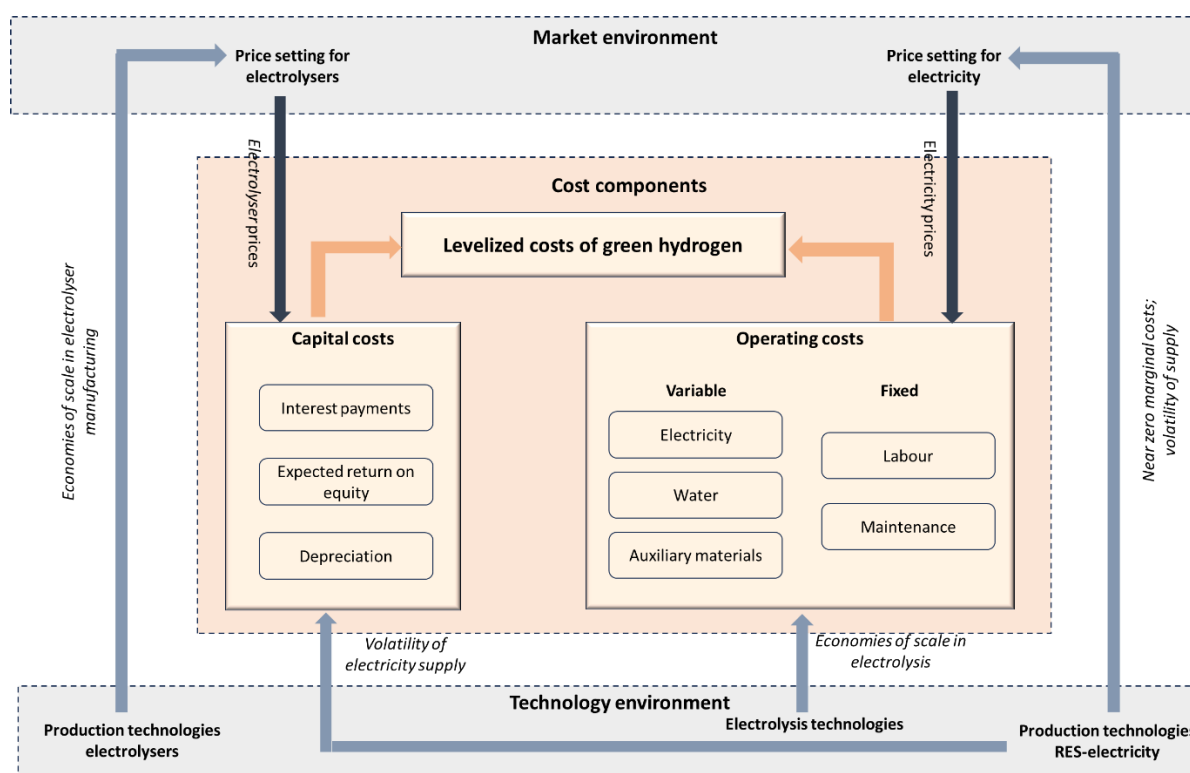 Market environment
Price setting for
electrolysers
Price setting for
electricity
Electrolyser prices
Electricity prices
Cost components
Levelized costs of green hydrogen
Economies of scale in electrolyser
manufacturing
Near zero marginal costs;
volatility of supply
Capital costs
Interest payments
Expected return on
equity
Depreciation
Operating costs
Variable
Fixed
Electricity
Water
Auxiliary materials
Labour
Maintenance
Volatility of
electricity supply
Economies of scale in
electrolysis
Technology environment
Production technologies
electrolysers
Electrolysis technologies
Production technologies
RES-electricity